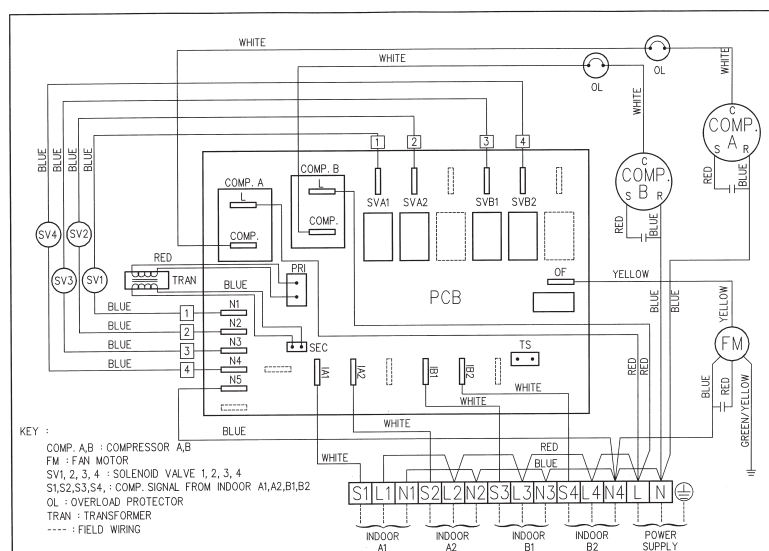 WHITE
WHITE
OL
OL
WHITE
WHITE
C
COMP.
A
S R
C
COMP.
B
S R
RED
BLUE
RED
BLUE
1
2
3
4
BLUE
BLUE
BLUE
BLUE
SV4
SV2
SV3
SV1
COMP. A
L
COMP.
COMP. B
L
COMP.
SVA1
SVA2
SVB1
SVB2
RED
TRAN
BLUE
PRI
PCB
OF
YELLOW
YELLOW
BLUE
BLUE
BLUE
1
N1
BLUE
2
N2
BLUE
3
N3
BLUE
4
N4
N5
SEC
IA1
IA2
IB1
IB2
TS
FM
BLUE
RED
GREEN/YELLOW
RED
RED
WHITE
WHITE
WHITE
WHITE
BLUE
RED
BLUE
KEY :
COMP. A,B : COMPRESSOR A,B
FM : FAN MOTOR
SV1, 2, 3, 4 : SOLENOID VALVE 1, 2, 3, 4
S1,S2,S3,S4, : COMP. SIGNAL FROM INDOOR A1,A2,B1,B2
OL : OVERLOAD PROTECTOR
TRAN : TRANSFORMER
---- : FIELD WIRING
S1 L1 N1 S2 L2 N2 S3 L3 N3 S4 L4 N4 L N
INDOOR
A1
INDOOR
A2
INDOOR
B1
INDOOR
B2
POWER
SUPPLY